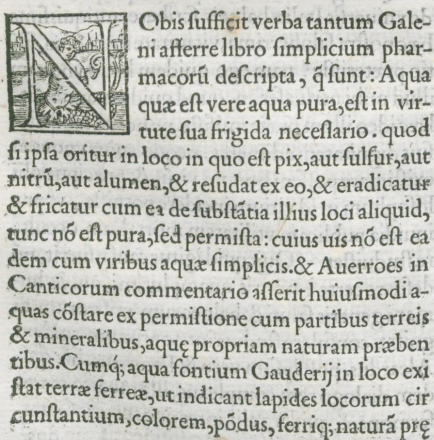 NObis sufficit verba tantum Gale-
ni afferre libro simplicium phar-
macorũ descripta, q̃ sunt: Aqua
quæ est vere aqua pura, est in vir-
tute sua frigida necessario. quod
si ipsa oritur in loco in quo est pix, aut sulfur, aut
nitrũ, aut alumen, & resudat ex eo, & eradicatur
& fricatur cum ea de substãtia illius loci aliquid,
tunc nõ est pura, sed permista: cuius uis nõ est ea
dem cum viribus aquæ simplicis. & Averroes in
Canticorum commentario asserit huiusmodi a-
quas cõstare ex permistione cum partibus terreis
& mineralibus, aquę propriam naturam præben
tibus. Cumq́; aqua fontium Gauderij in loco exi
stat terræ ferreæ, ut indicant lapides locorum cir
cunstantium, colorem, põdus, ferriq; naturã prę